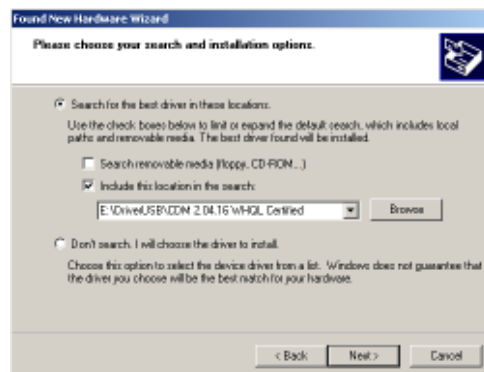 Found New Hardware Wizard
Please choose your search and installation options.
Search for the best driver in these locations.
Use the check boxes below to limit or expand the default search, which includes local
paths and removable media. The best driver found will be installed.
Search removable media (floppy, CD-ROM...)
Include this location in the search:
E:\DriverUSB\CDM 2.04.16 WHQL Certified
Browse
Don't search. I will choose the driver to install.
Choose this option to select the device driver from a list. Windows does not guarantee that
the driver you choose will be the best match for your hardware.
< Back
Next >
Cancel